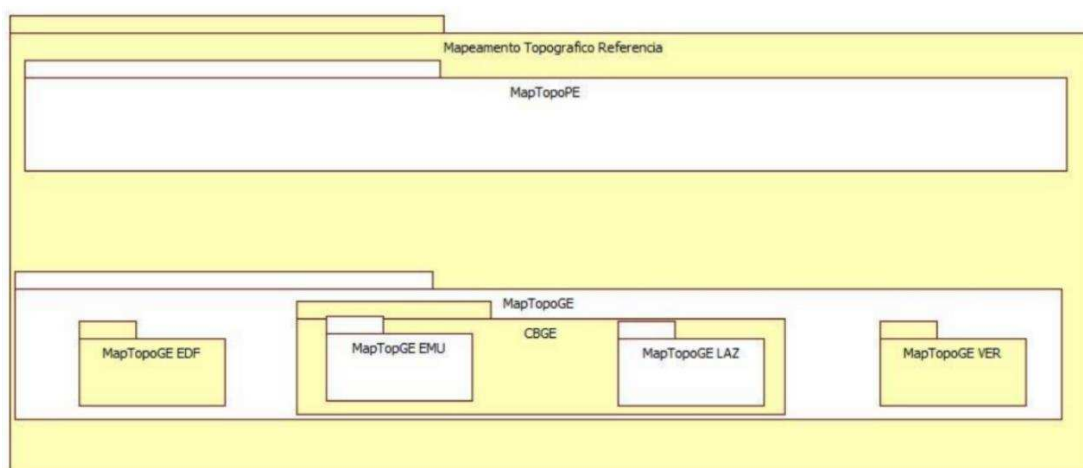 Mapeamento Topografico Referencia
MapTopoPE
MapTopoGE
CBGE
MapTopoGE EDF
MapTopGE EMU
MapTopoGE LAZ
MapTopoGE VER